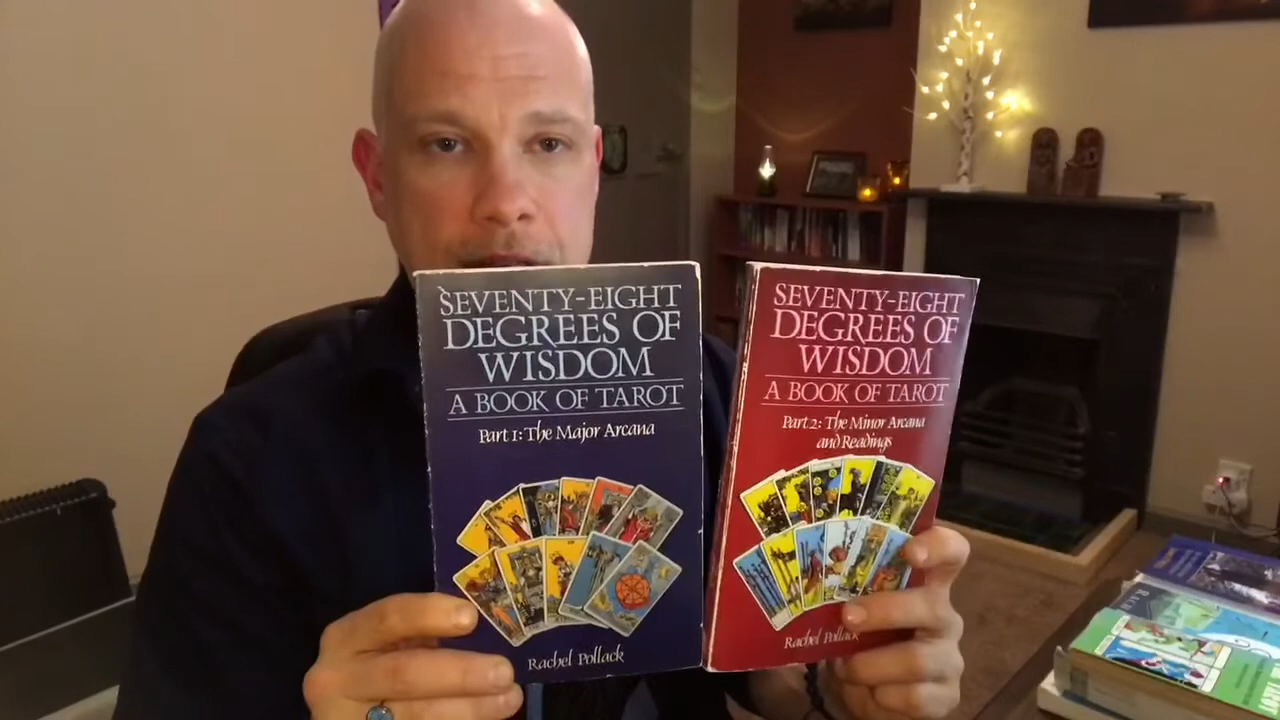 SEVENTY-EIGHT
DEGREES OF
WISDOM
A BOOK OF TAROT
Part 1: The Major Arcana
Rachel Pollack
SEVENTY-EIGHT
DEGREES OF
WISDOM
A BOOK OF TAROT
Part 2: The Minor Arcana
and Readings
Rachel Pollack